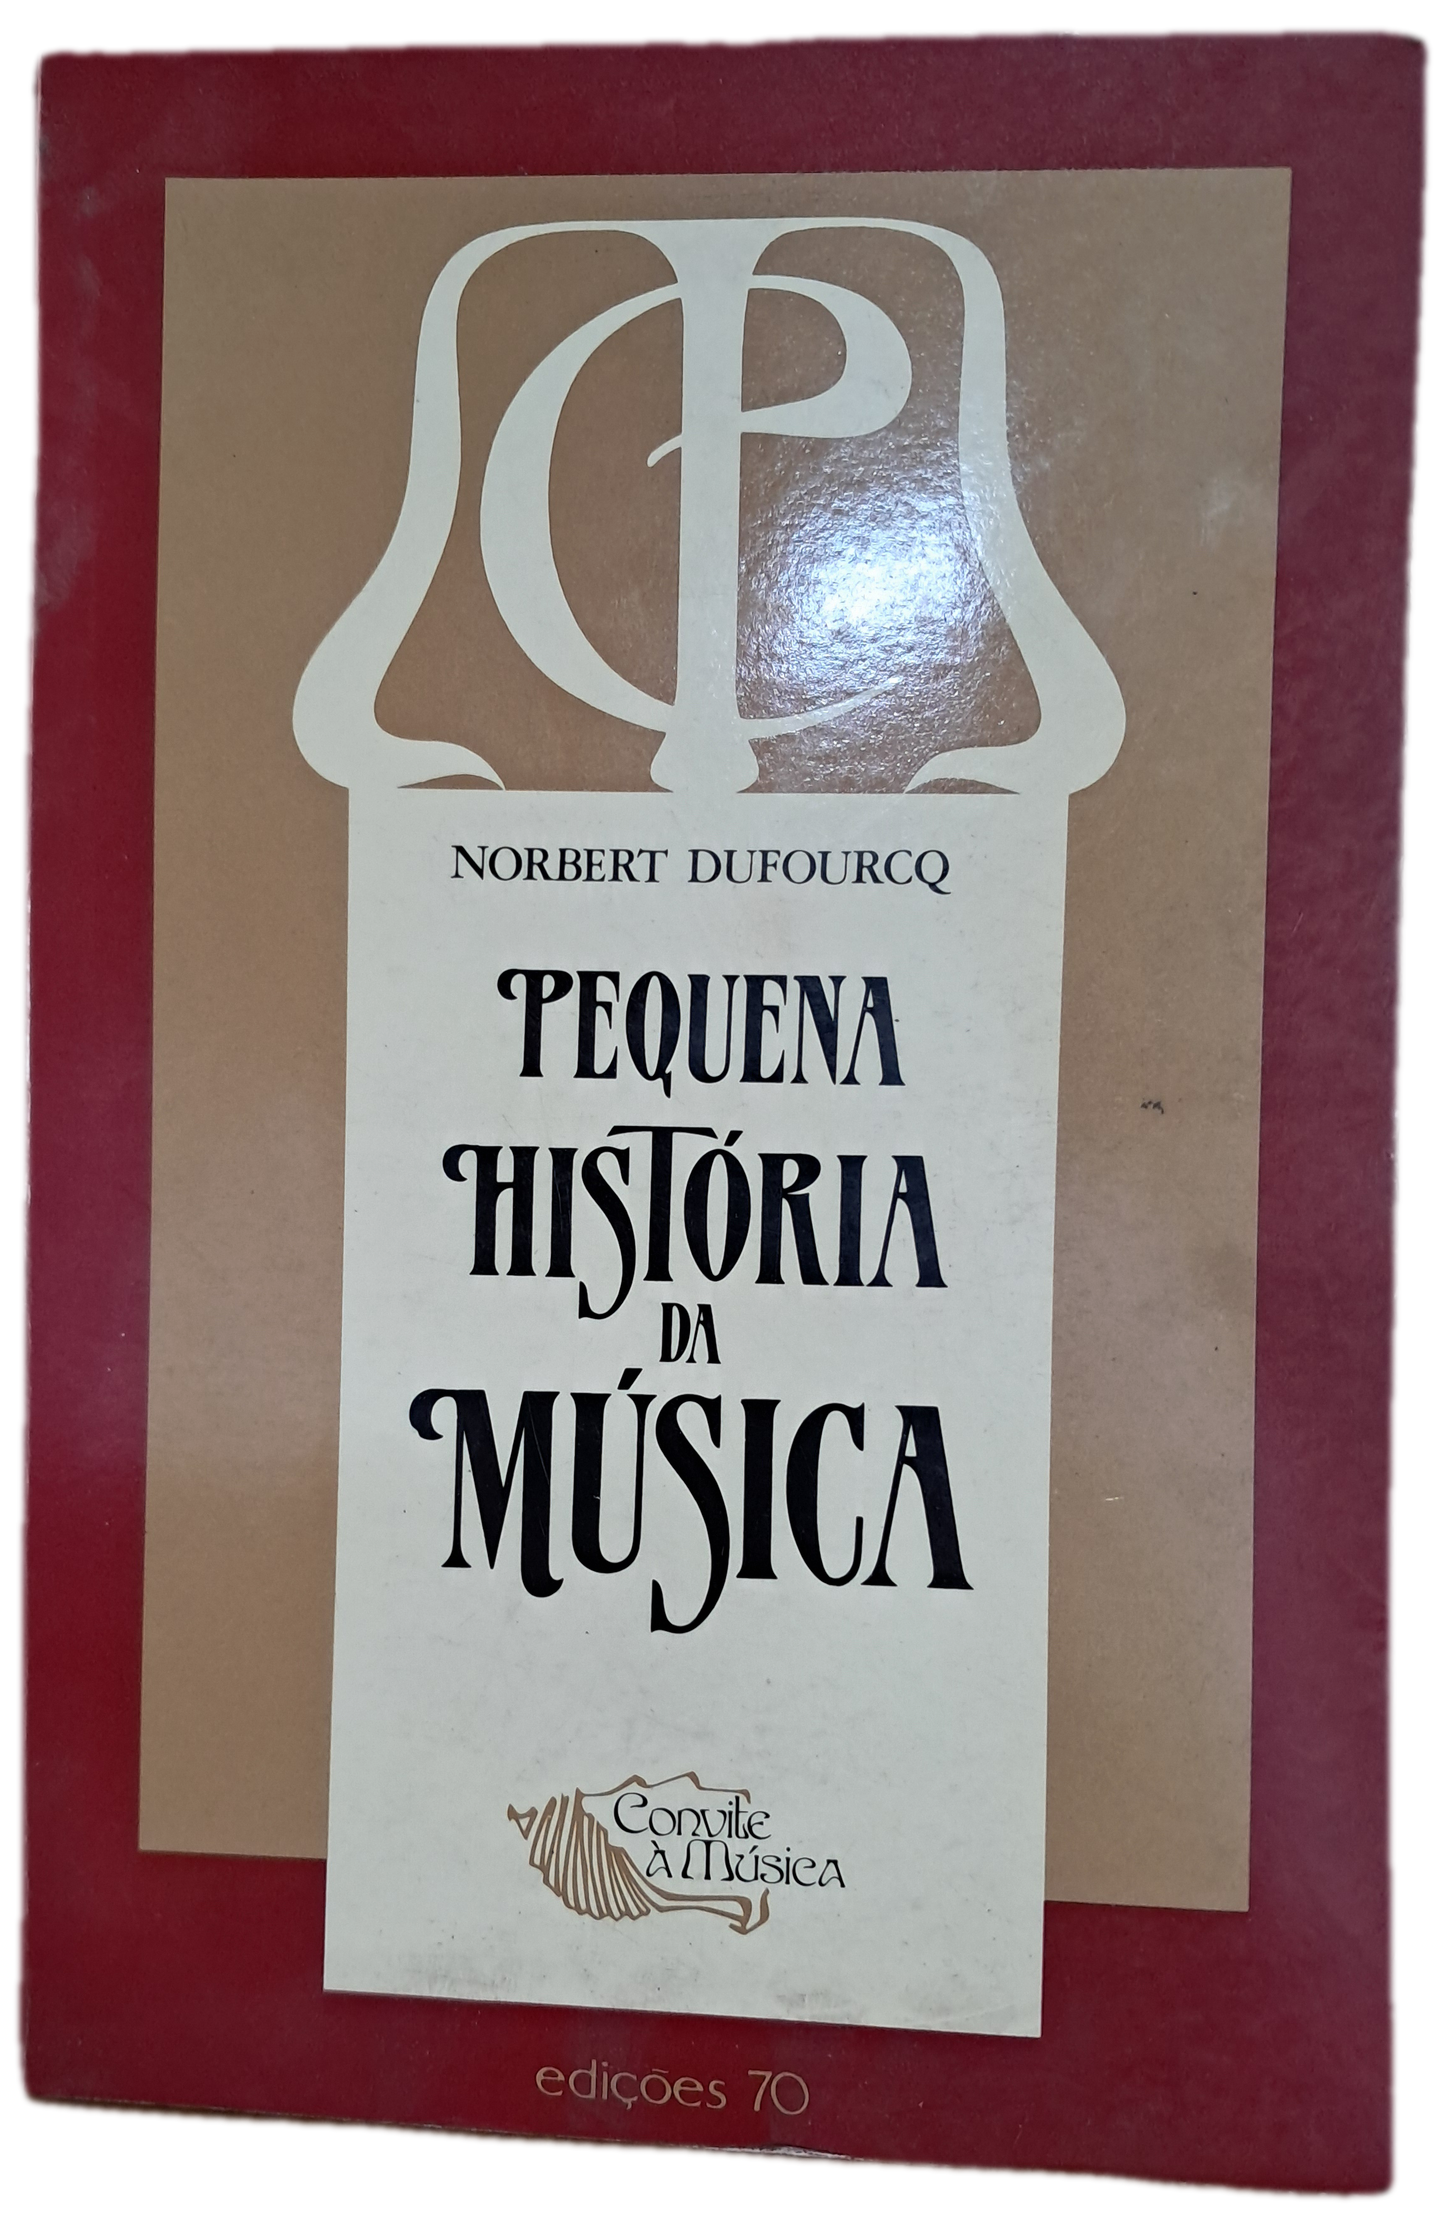 NORBERT DUFOURCQ
PEQUENA
HISTÓRIA
DA
MÚSICA
Convite
à Música
edições 70